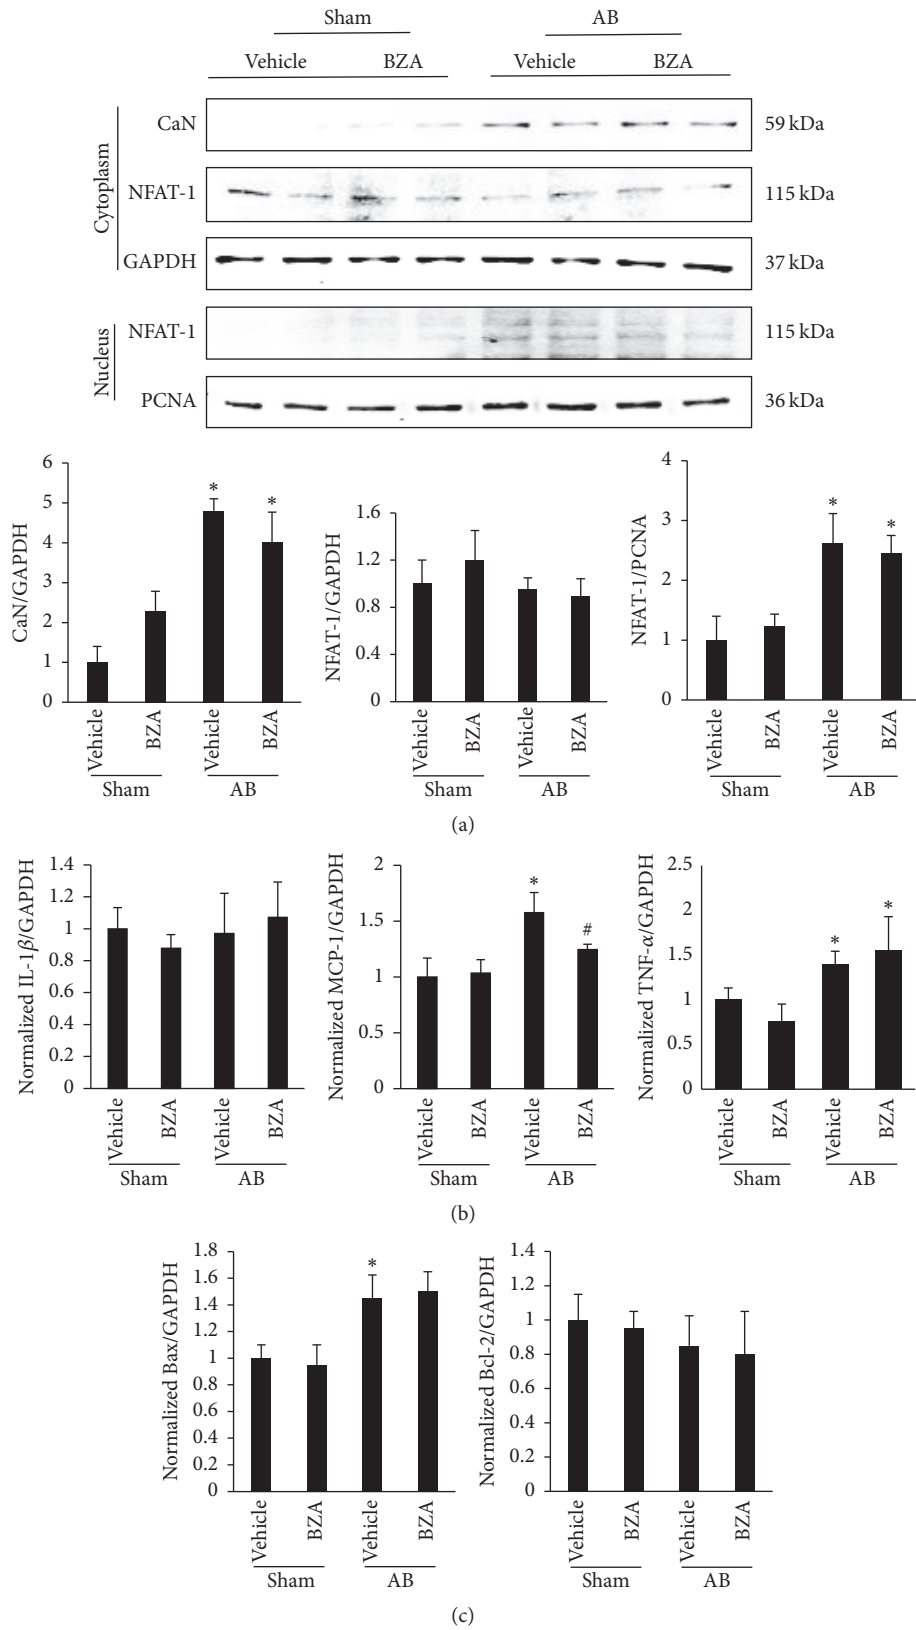 Sham AB
Vehicle BZA Vehicle BZA
Cytoplasm
CaN 59 kDa
NFAT-1 115 kDa
GAPDH 37 kDa
Nucleus
NFAT-1 115 kDa
PCNA 36 kDa
CaN/GAPDH
6
5
4
3
2
1
0
* *
Vehicle BZA Vehicle BZA
Sham AB
NFAT-1/GAPDH
1.6
1.2
0.8
0.4
0
Vehicle BZA Vehicle BZA
Sham AB
NFAT-1/PCNA
4
3
2
1
0
* *
Vehicle BZA Vehicle BZA
Sham AB
(a)
Normalized IL-1β/GAPDH
1.4
1.2
1
0.8
0.6
0.4
0.2
0
Vehicle BZA Vehicle BZA
Sham AB
Normalized MCP-1/GAPDH
2
1.5
1
0.5
0
* #
Vehicle BZA Vehicle BZA
Sham AB
Normalized TNF-α/GAPDH
2.5
2
1.5
1
0.5
0
* *
Vehicle BZA Vehicle BZA
Sham AB
(b)
Normalized Bax/GAPDH
1.8
1.6
1.4
1.2
1
0.8
0.6
0.4
0.2
0
*
Vehicle BZA Vehicle BZA
Sham AB
Normalized Bcl-2/GAPDH
1.4
1.2
1
0.8
0.6
0.4
0.2
0
Vehicle BZA Vehicle BZA
Sham AB
(c)